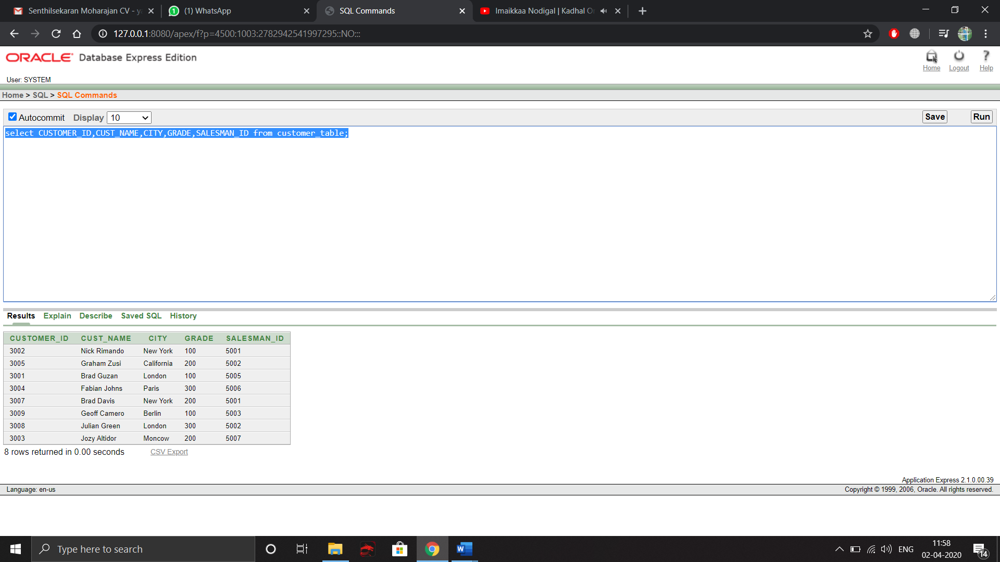 Senthilsekaran Moharajan CV - y
(1) WhatsApp
SQL Commands
Imaikkaa Nodigal | Kadhal O
127.0.0.1:8080/apex/f?p=4500:1003:2782942541997295::NO:::
ORACLE Database Express Edition
Home Logout Help
User: SYSTEM
Home > SQL > SQL Commands
Autocommit Display 10 Save Run
select CUSTOMER_ID,CUST_NAME,CITY,GRADE,SALESMAN_ID from customer_table;
Results Explain Describe Saved SQL History
CUSTOMER_ID CUST_NAME CITY GRADE SALESMAN_ID
3002 Nick Rimando New York 100 5001
3005 Graham Zusi California 200 5002
3001 Brad Guzan London 100 5005
3004 Fabian Johns Paris 300 5006
3007 Brad Davis New York 200 5001
3009 Geoff Camero Berlin 100 5003
3008 Julian Green London 300 5002
3003 Jozy Altidor Moncow 200 5007
8 rows returned in 0.00 seconds CSV Export
Application Express 2.1.0.00.39
Language: en-us Copyright © 1999, 2006, Oracle. All rights reserved.
Type here to search
ENG
11:58
02-04-2020
14